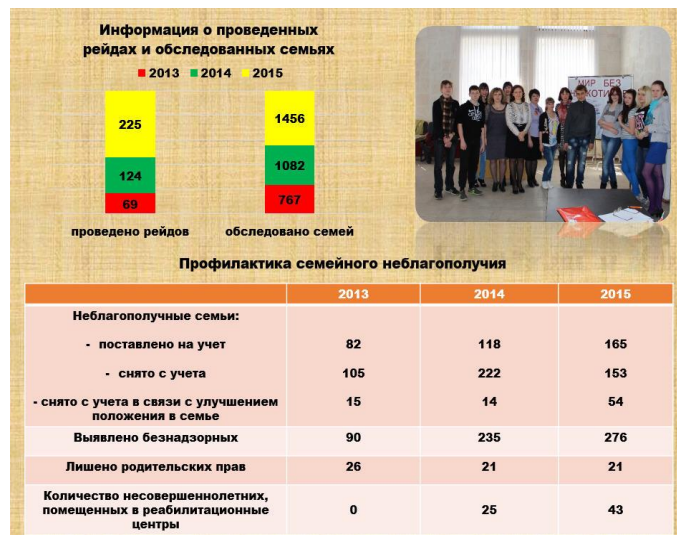 Информация о проведенных
рейдах и обследованных семьях
2013 2014 2015
225 1456
124 1082
69 767
проведено рейдов обследовано семей
МИР БЕЗ
Профилактика семейного неблагополучия
2013 2014 2015
Неблагополучные семьи:
- поставлено на учет 82 118 165
- снято с учета 105 222 153
- снято с учета в связи с улучшением
положения в семье 15 14 54
Выявлено безнадзорных 90 235 276
Лишено родительских прав 26 21 21
Количество несовершеннолетних,
помещенных в реабилитационные
центры 0 25 43